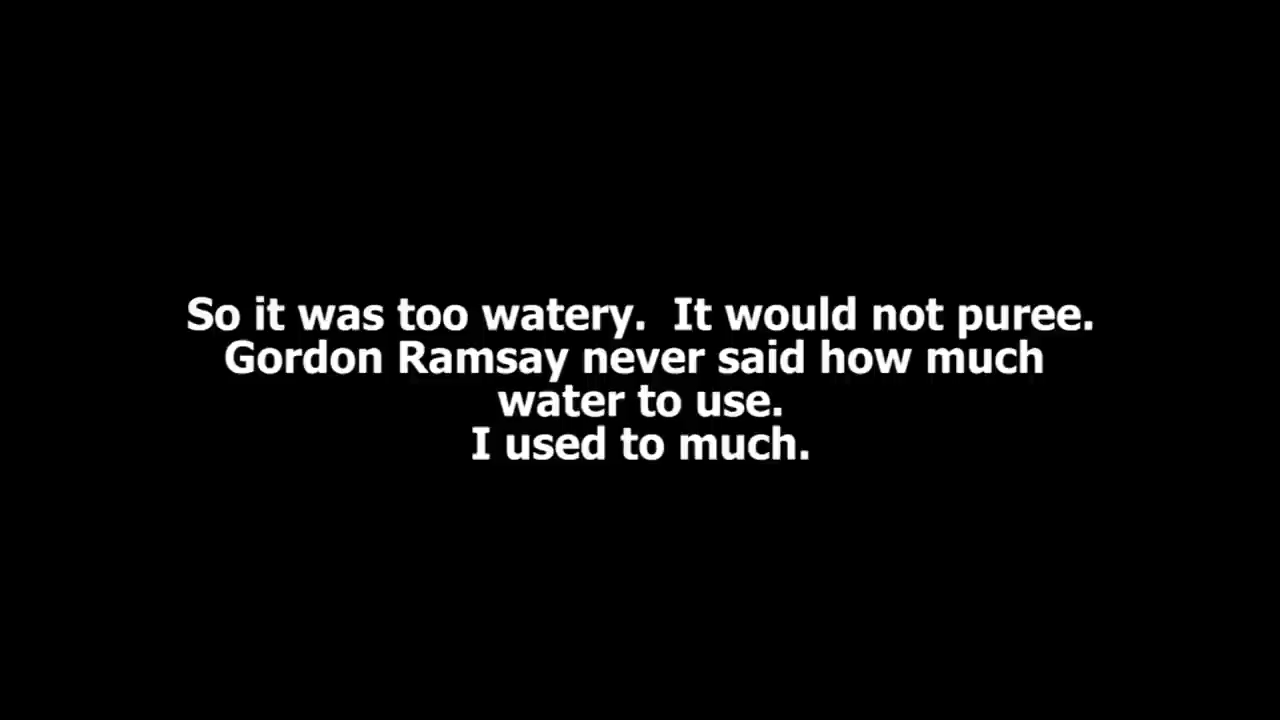 So it was too watery.  It would not puree.
Gordon Ramsay never said how much
water to use.
I used to much.